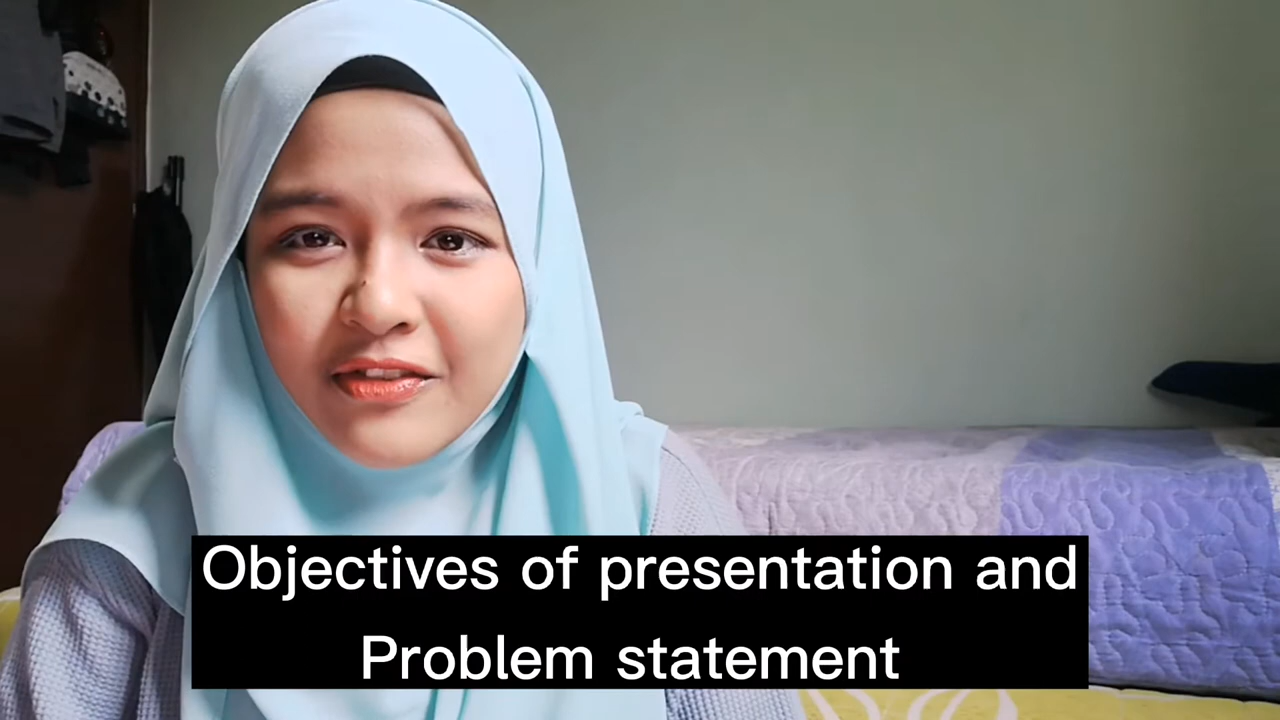 Objectives of presentation and
Problem statement